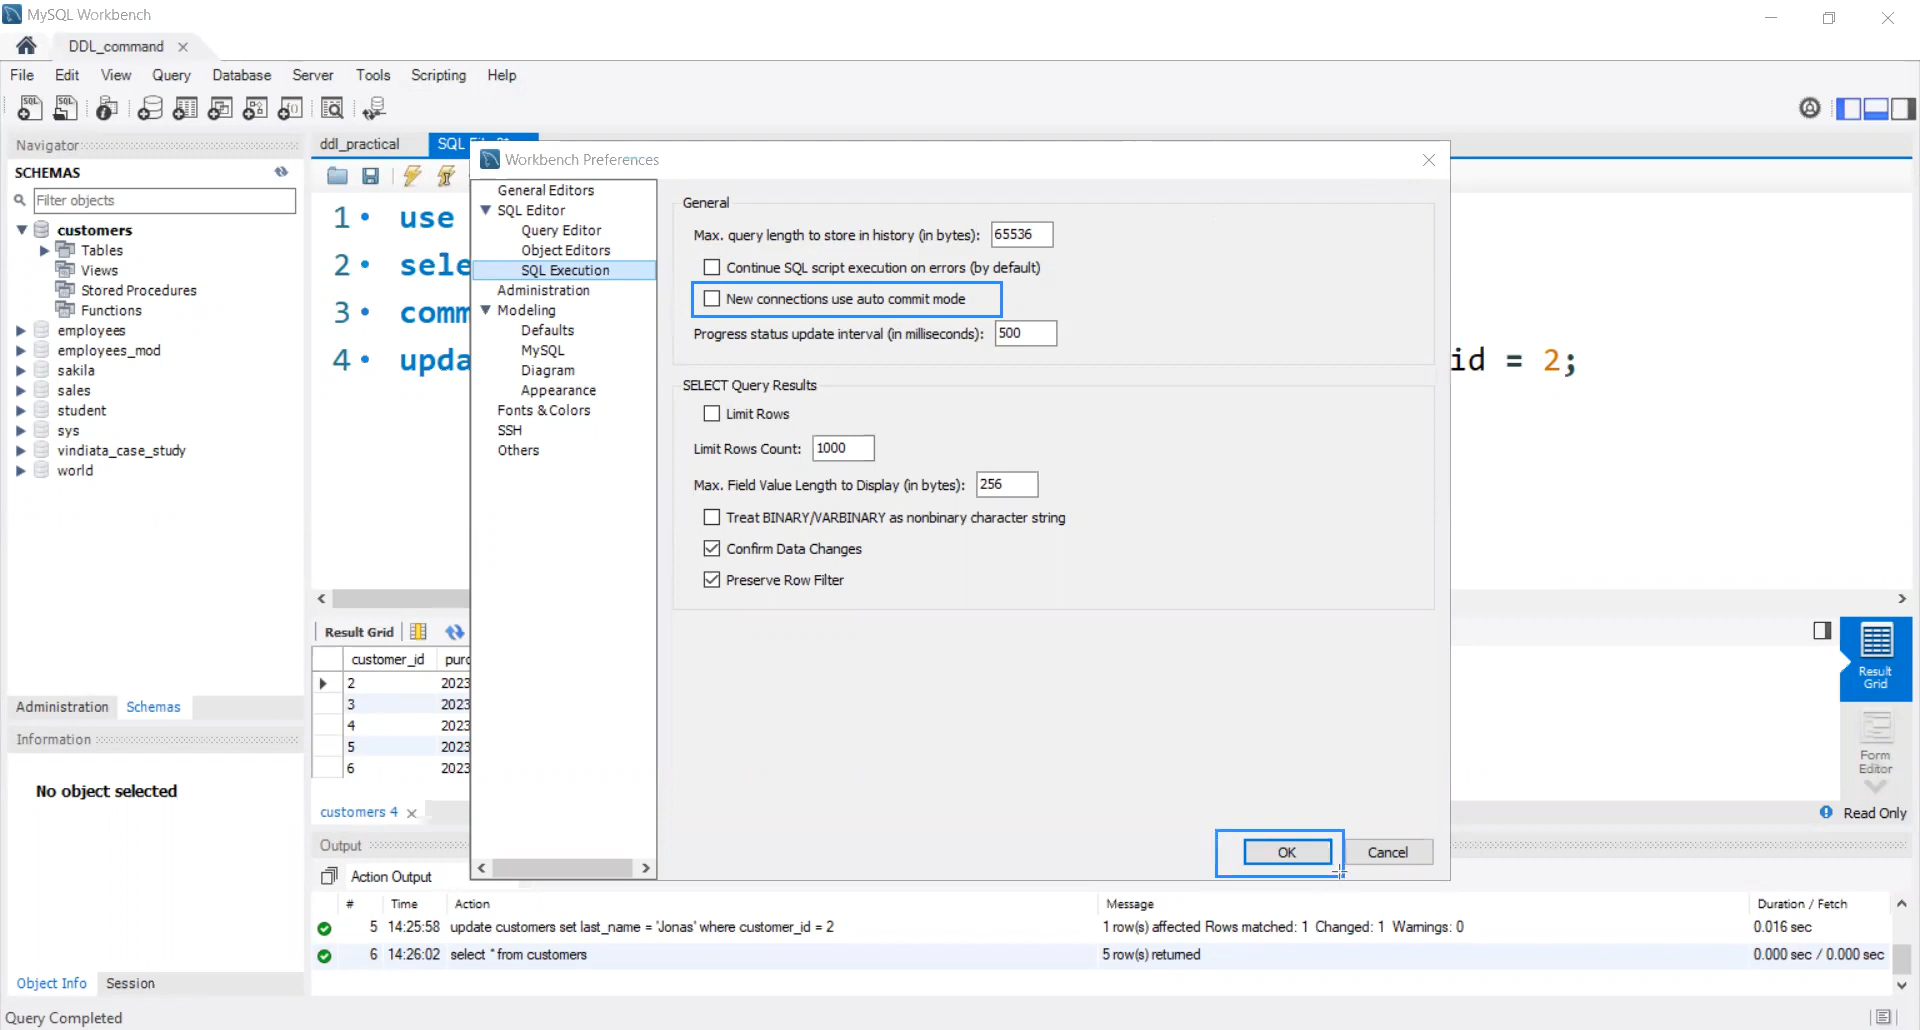 MySQL Workbench
DDL_command
File Edit View Query Database Server Tools Scripting Help
Navigator
SCHEMAS
Filter objects
customers
Tables
Views
Stored Procedures
Functions
employees
employees_mod
sakila
sales
student
sys
vindiata_case_study
world
Administration Schemas
Information
No object selected
Object Info Session
Query Completed
ddl_practical SQL
1 use
2 sele
3 comm
4 upda
id = 2;
Workbench Preferences
General Editors
SQL Editor
Query Editor
Object Editors
SQL Execution
Administration
Modeling
Defaults
MySQL
Diagram
Appearance
Fonts & Colors
SSH
Others
General
Max. query length to store in history (in bytes): 65536
Continue SQL script execution on errors (by default)
New connections use auto commit mode
Progress status update interval (in milliseconds): 500
SELECT Query Results
Limit Rows
Limit Rows Count: 1000
Max. Field Value Length to Display (in bytes): 256
Treat BINARY/VARBINARY as nonbinary character string
Confirm Data Changes
Preserve Row Filter
OK Cancel
Result Grid
customer_id purc
2 2023
3 2023
4 2023
5 2023
6 2023
customers 4
Result
Grid
Form
Editor
Read Only
Output
Action Output
# Time Action Message Duration / Fetch
5 14:25:58 update customers set last_name = 'Jonas' where customer_id = 2 1 row(s) affected Rows matched: 1 Changed: 1 Warnings: 0 0.016 sec
6 14:26:02 select * from customers 5 row(s) returned 0.000 sec / 0.000 sec